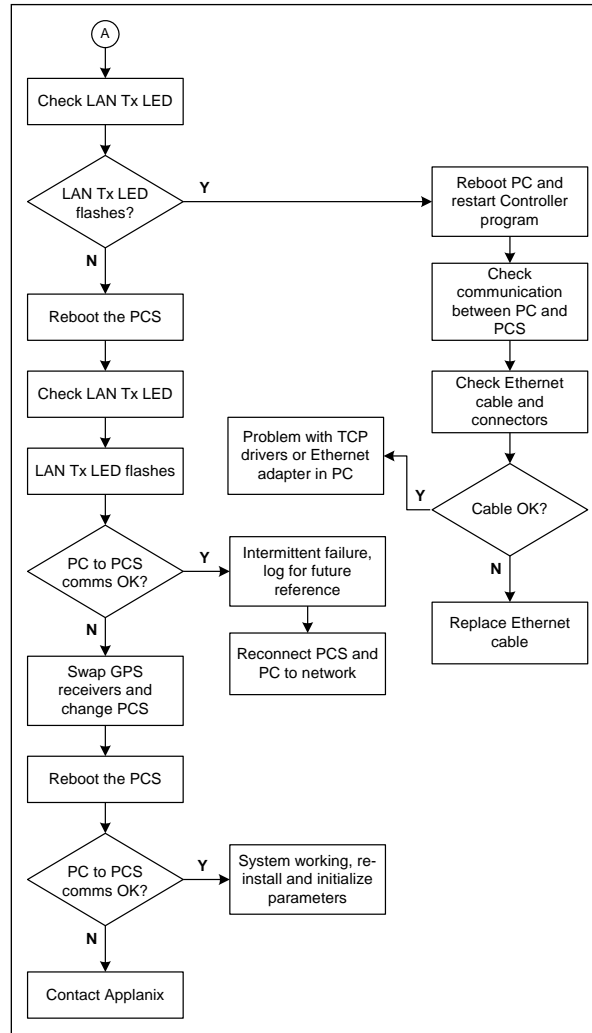 A
Check LAN Tx LED
LAN Tx LED
flashes?
Y
N
Reboot PC and
restart Controller
program
Check
communication
between PC and
PCS
Reboot the PCS
Check LAN Tx LED
Check Ethernet
cable and
connectors
Problem with TCP
drivers or Ethernet
adapter in PC
Y
Cable OK?
N
Replace Ethernet
cable
LAN Tx LED flashes
PC to PCS
comms OK?
Y
N
Intermittent failure,
log for future
reference
Reconnect PCS and
PC to network
Swap GPS
receivers and
change PCS
Reboot the PCS
PC to PCS
comms OK?
Y
N
System working, re-
install and initialize
parameters
Contact Applanix